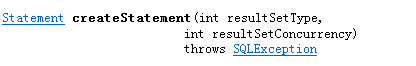 Statement createStatement(int resultSetType,
int resultSetConcurrency)
throws SQLException